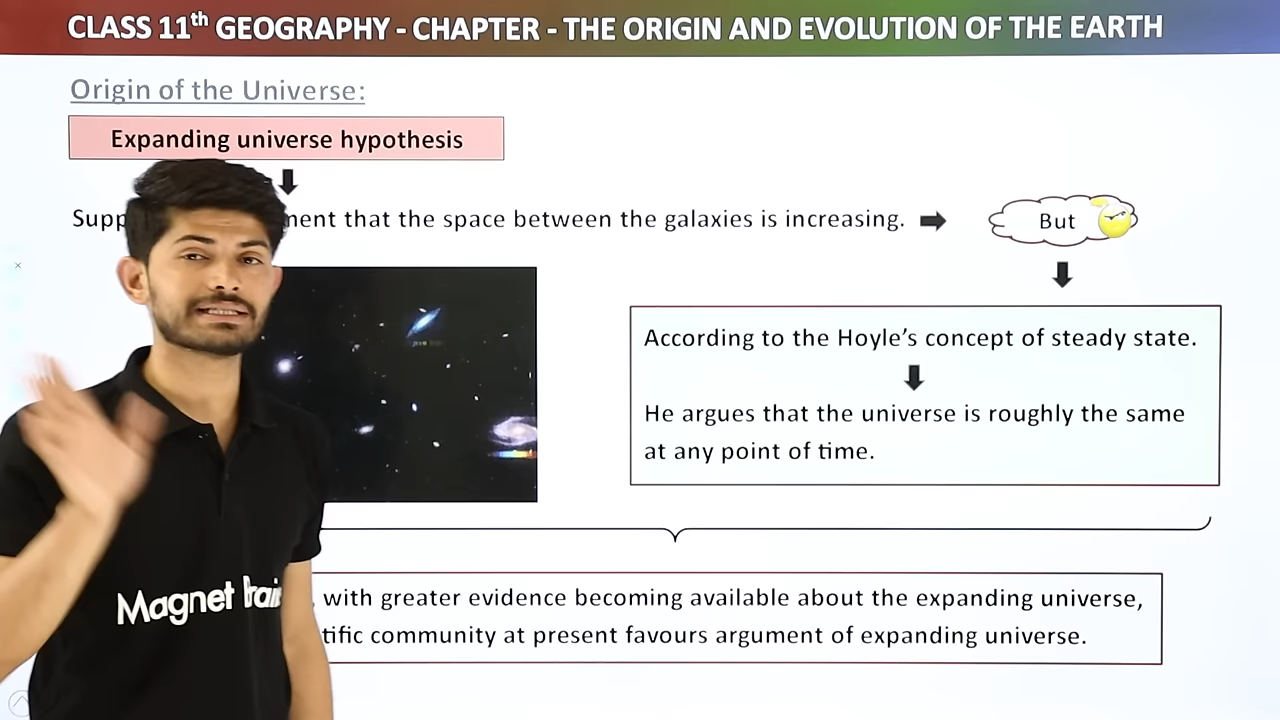 CLASS 11th GEOGRAPHY - CHAPTER - THE ORIGIN AND EVOLUTION OF THE EARTH
Origin of the Universe:
Expanding universe hypothesis
that the space between the galaxies is increasing.
But
According to the Hoyle's concept of steady state.
He argues that the universe is roughly the same
at any point of time.
with greater evidence becoming available about the expanding universe,
community at present favours argument of expanding universe.
Magnet Brai